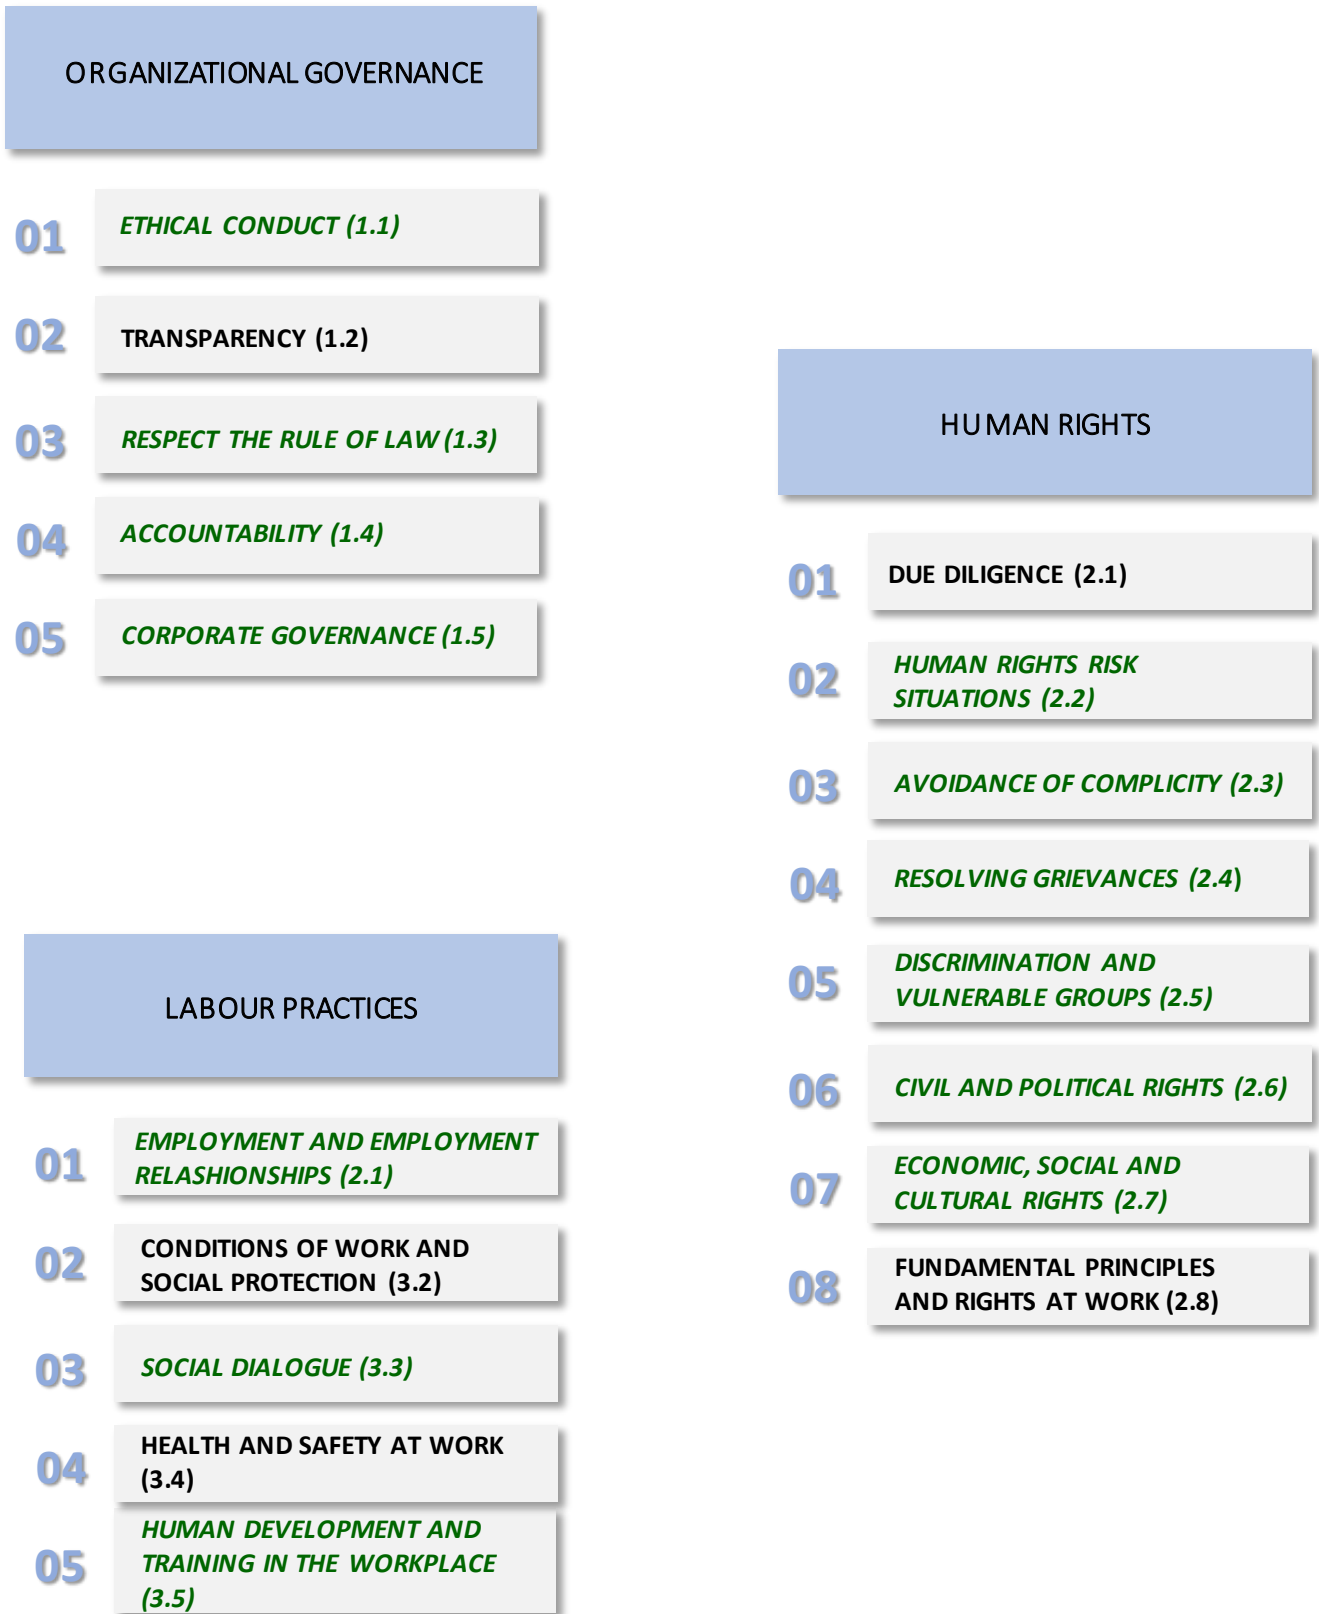 ORGANIZATIONAL GOVERNANCE
01
ETHICAL CONDUCT (1.1)
02
TRANSPARENCY (1.2)
03
RESPECT THE RULE OF LAW (1.3)
04
ACCOUNTABILITY (1.4)
05
CORPORATE GOVERNANCE (1.5)
HUMAN RIGHTS
01
DUE DILIGENCE (2.1)
02
HUMAN RIGHTS RISK
SITUATIONS (2.2)
03
AVOIDANCE OF COMPLICITY (2.3)
04
RESOLVING GRIEVANCES (2.4)
05
DISCRIMINATION AND
VULNERABLE GROUPS (2.5)
06
CIVIL AND POLITICAL RIGHTS (2.6)
07
ECONOMIC, SOCIAL AND
CULTURAL RIGHTS (2.7)
08
FUNDAMENTAL PRINCIPLES
AND RIGHTS AT WORK (2.8)
LABOUR PRACTICES
01
EMPLOYMENT AND EMPLOYMENT
RELASHIONSHIPS (2.1)
02
CONDITIONS OF WORK AND
SOCIAL PROTECTION (3.2)
03
SOCIAL DIALOGUE (3.3)
04
HEALTH AND SAFETY AT WORK
(3.4)
05
HUMAN DEVELOPMENT AND
TRAINING IN THE WORKPLACE
(3.5)